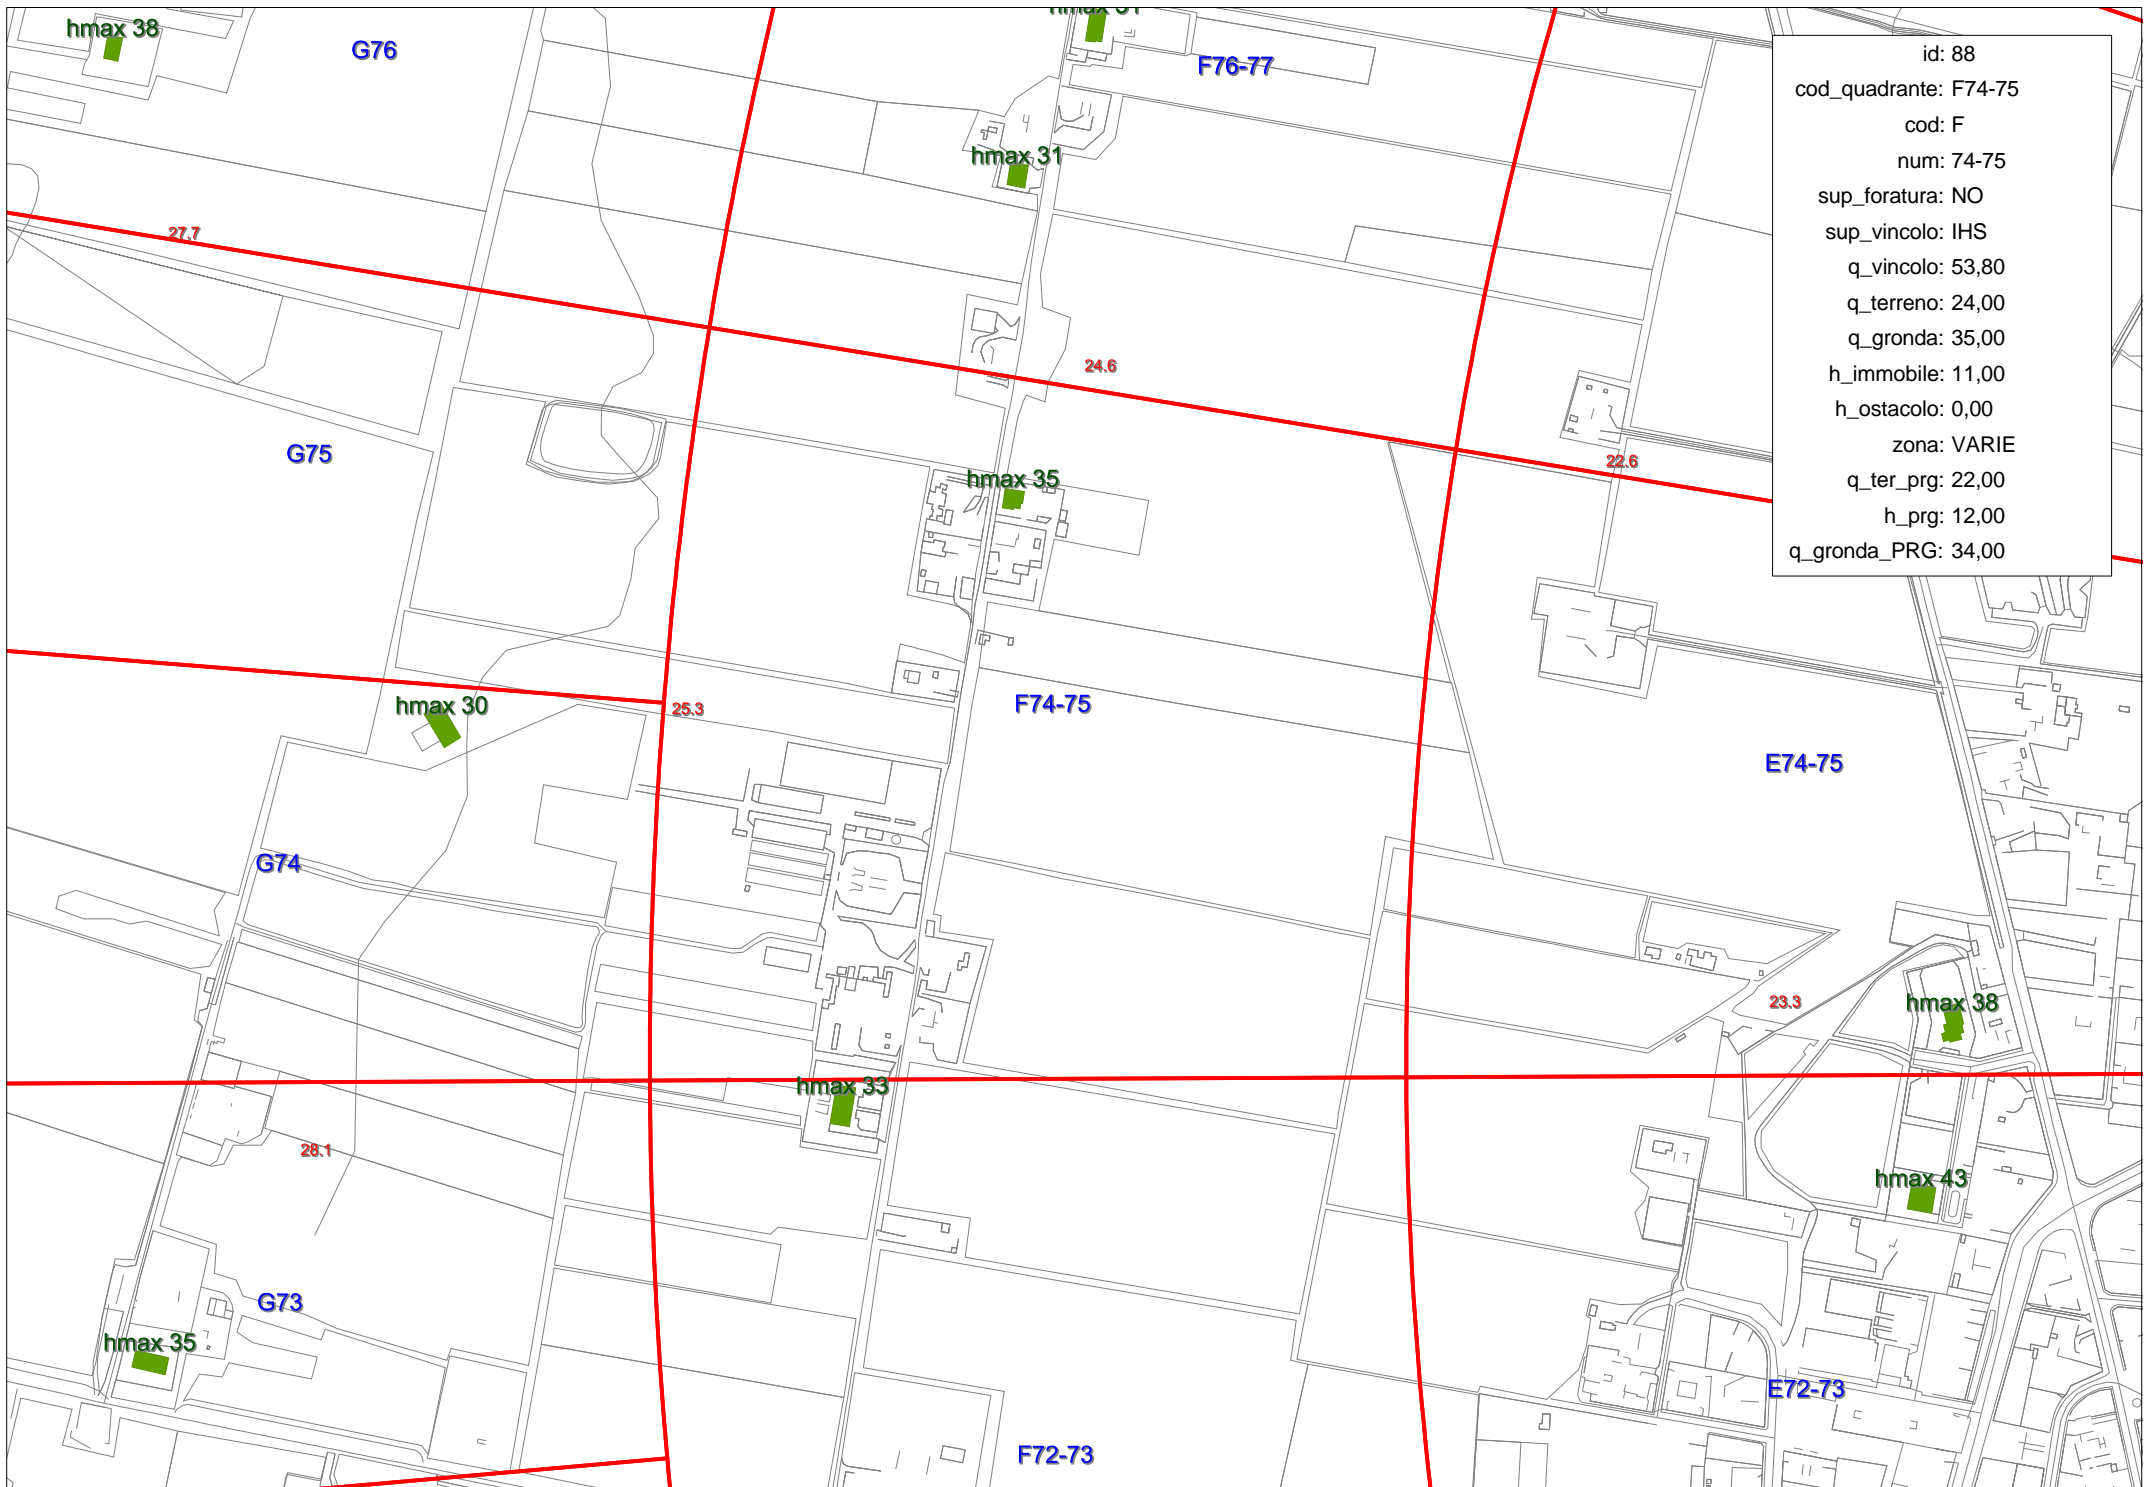 hmax 38
G76
F76-77
id: 88
cod_quadrante: F74-75
cod: F
num: 74-75
sup_foratura: NO
sup_vincolo: IHS
q_vincolo: 53,80
q_terreno: 24,00
q_gronda: 35,00
h_immobile: 11,00
h_ostacolo: 0,00
zona: VARIE
q_ter_prg: 22,00
h_prg: 12,00
q_gronda_PRG: 34,00
hmax 31
27.7
24.6
G75
hmax 35
22.6
hmax 30
25.3
F74-75
E74-75
G74
23.3
hmax 38
hmax 33
28.1
hmax 43
G73
hmax 35
E72-73
F72-73